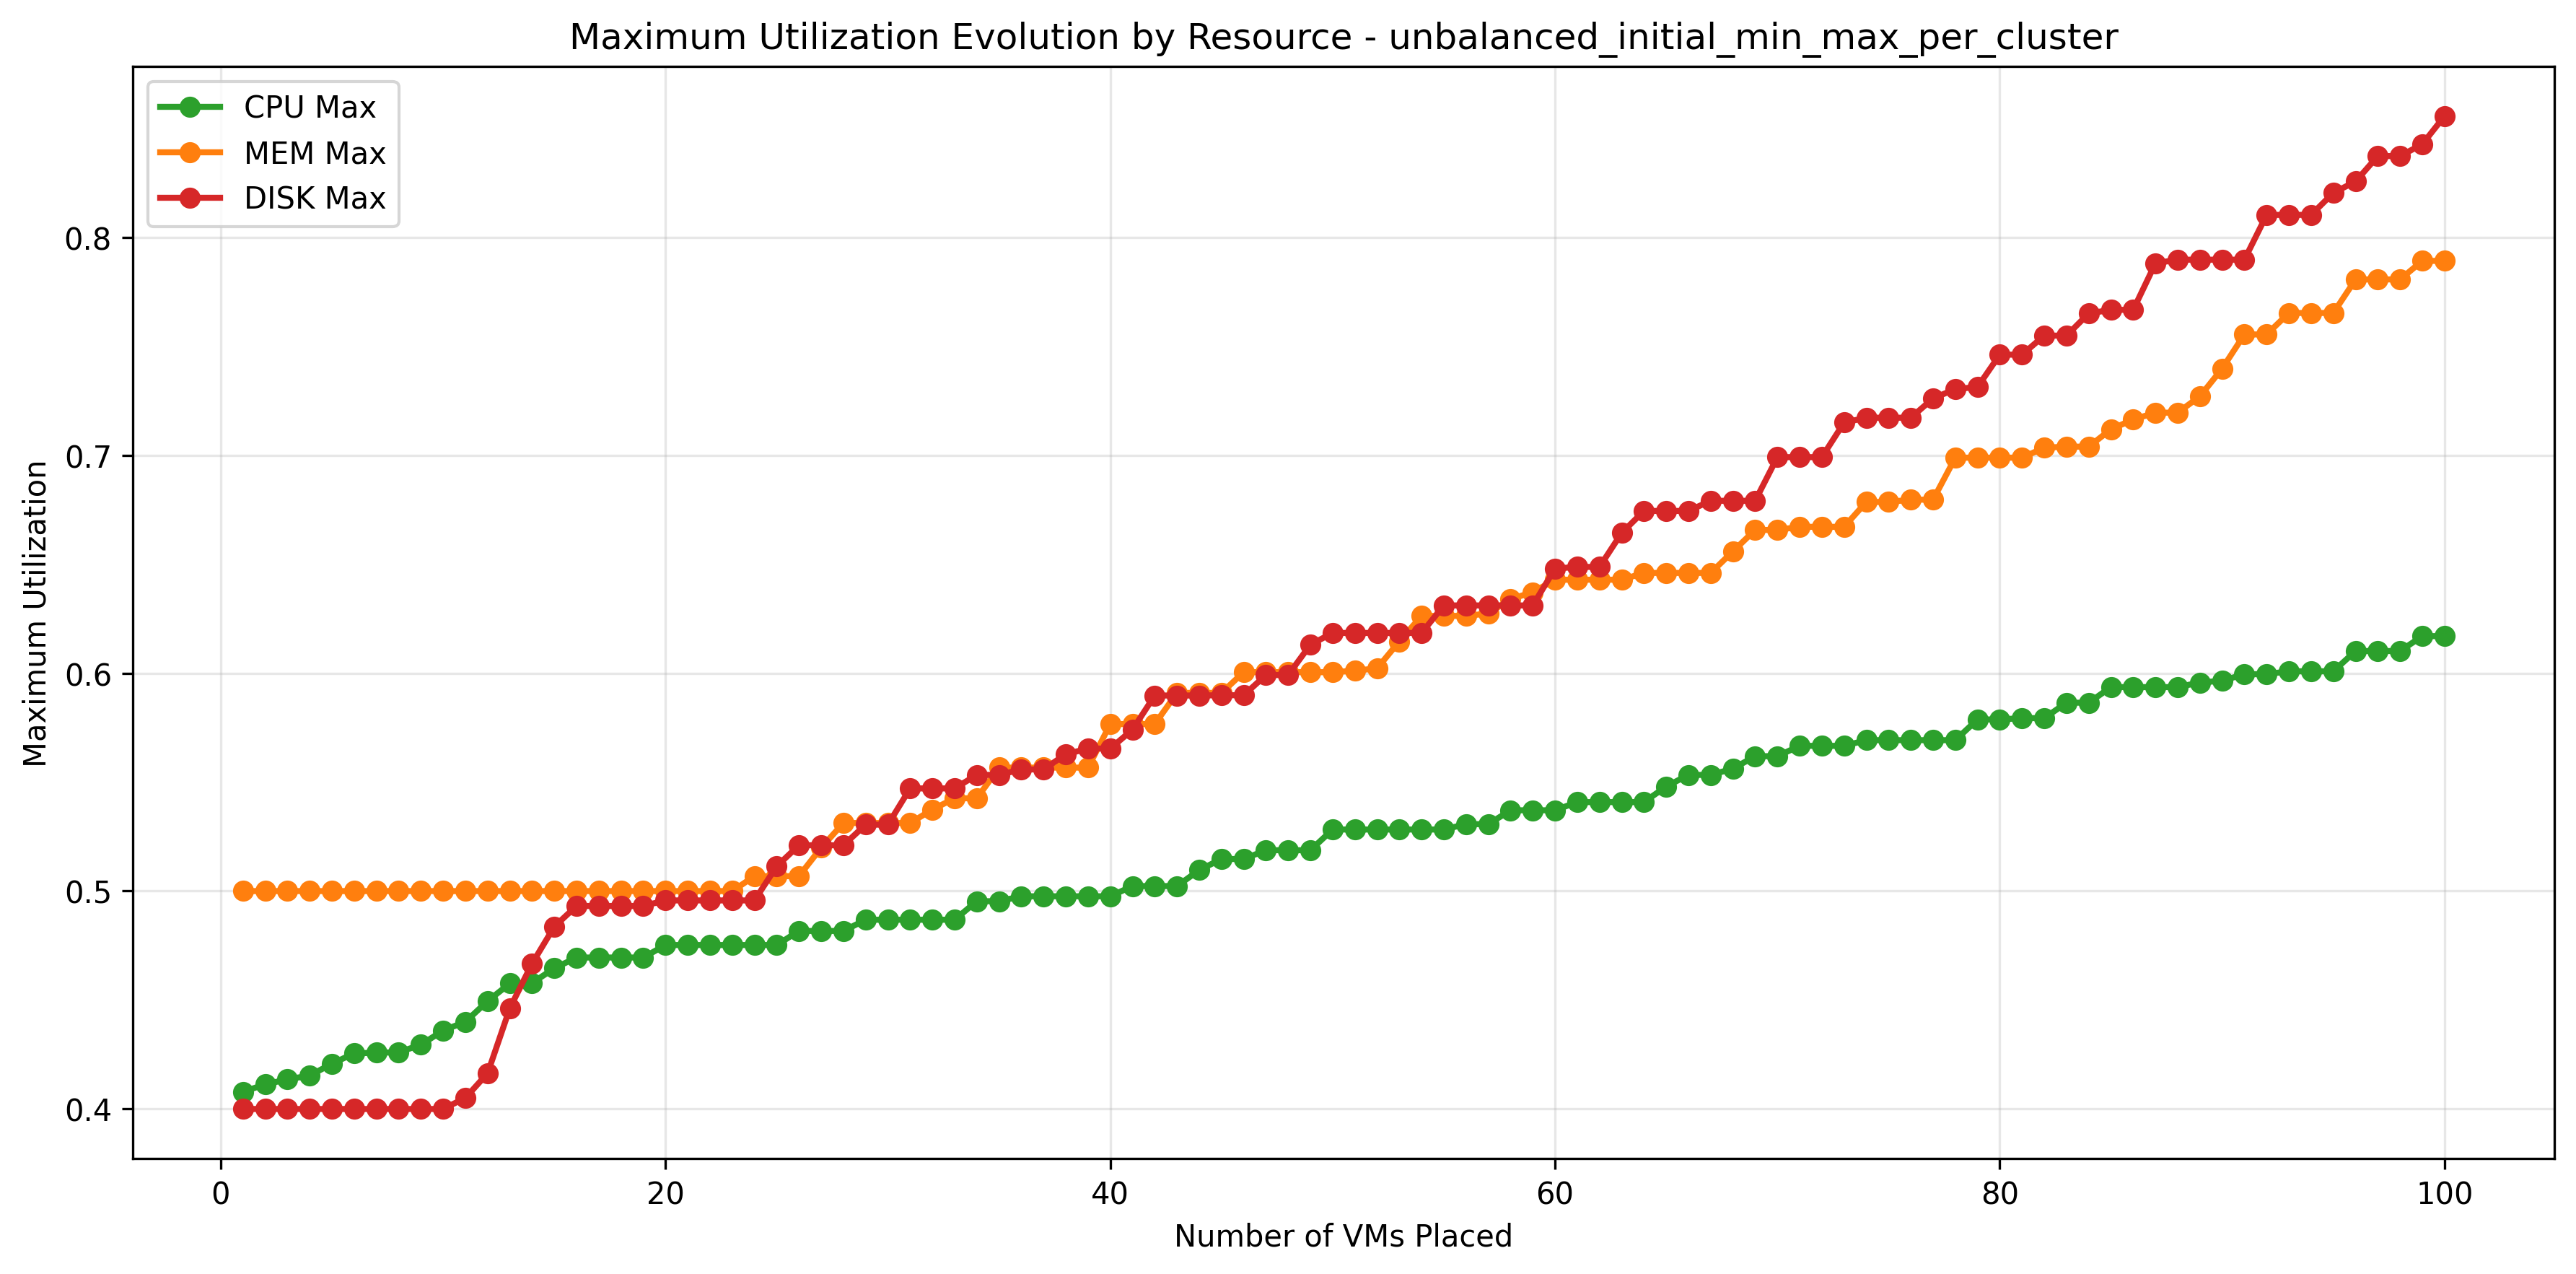 Maximum Utilization Evolution by Resource - unbalanced_initial_min_max_per_cluster
CPU Max
MEM Max
DISK Max
Maximum Utilization
0.8
0.7
0.6
0.5
0.4
0 20 40 60 80 100
Number of VMs Placed